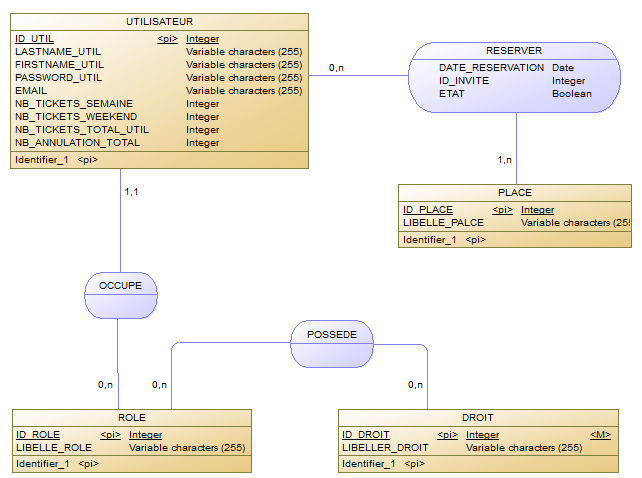 UTILISATEUR
ID_UTIL <pi> Integer
LASTNAME_UTIL Variable characters (255)
FIRSTNAME_UTIL Variable characters (255)
PASSWORD_UTIL Variable characters (255)
EMAIL Variable characters (255)
NB_TICKETS_SEMAINE Integer
NB_TICKETS_WEEKEND Integer
NB_TICKETS_TOTAL_UTIL Integer
NB_ANNULATION_TOTAL Integer
Identifier_1 <pi>
0,n
RESERVER
DATE_RESERVATION Date
ID_INVITE Integer
ETAT Boolean
1,n
PLACE
ID_PLACE <pi> Integer
LIBELLE_PALCE Variable characters (25
Identifier_1 <pi>
1,1
OCCUPE
POSSEDE
0,n
0,n
0,n
ROLE
ID_ROLE <pi> Integer
LIBELLE_ROLE Variable characters (255)
Identifier_1 <pi>
DROIT
ID_DROIT <pi> Integer <M>
LIBELLER_DROIT Variable characters (255)
Identifier_1 <pi>